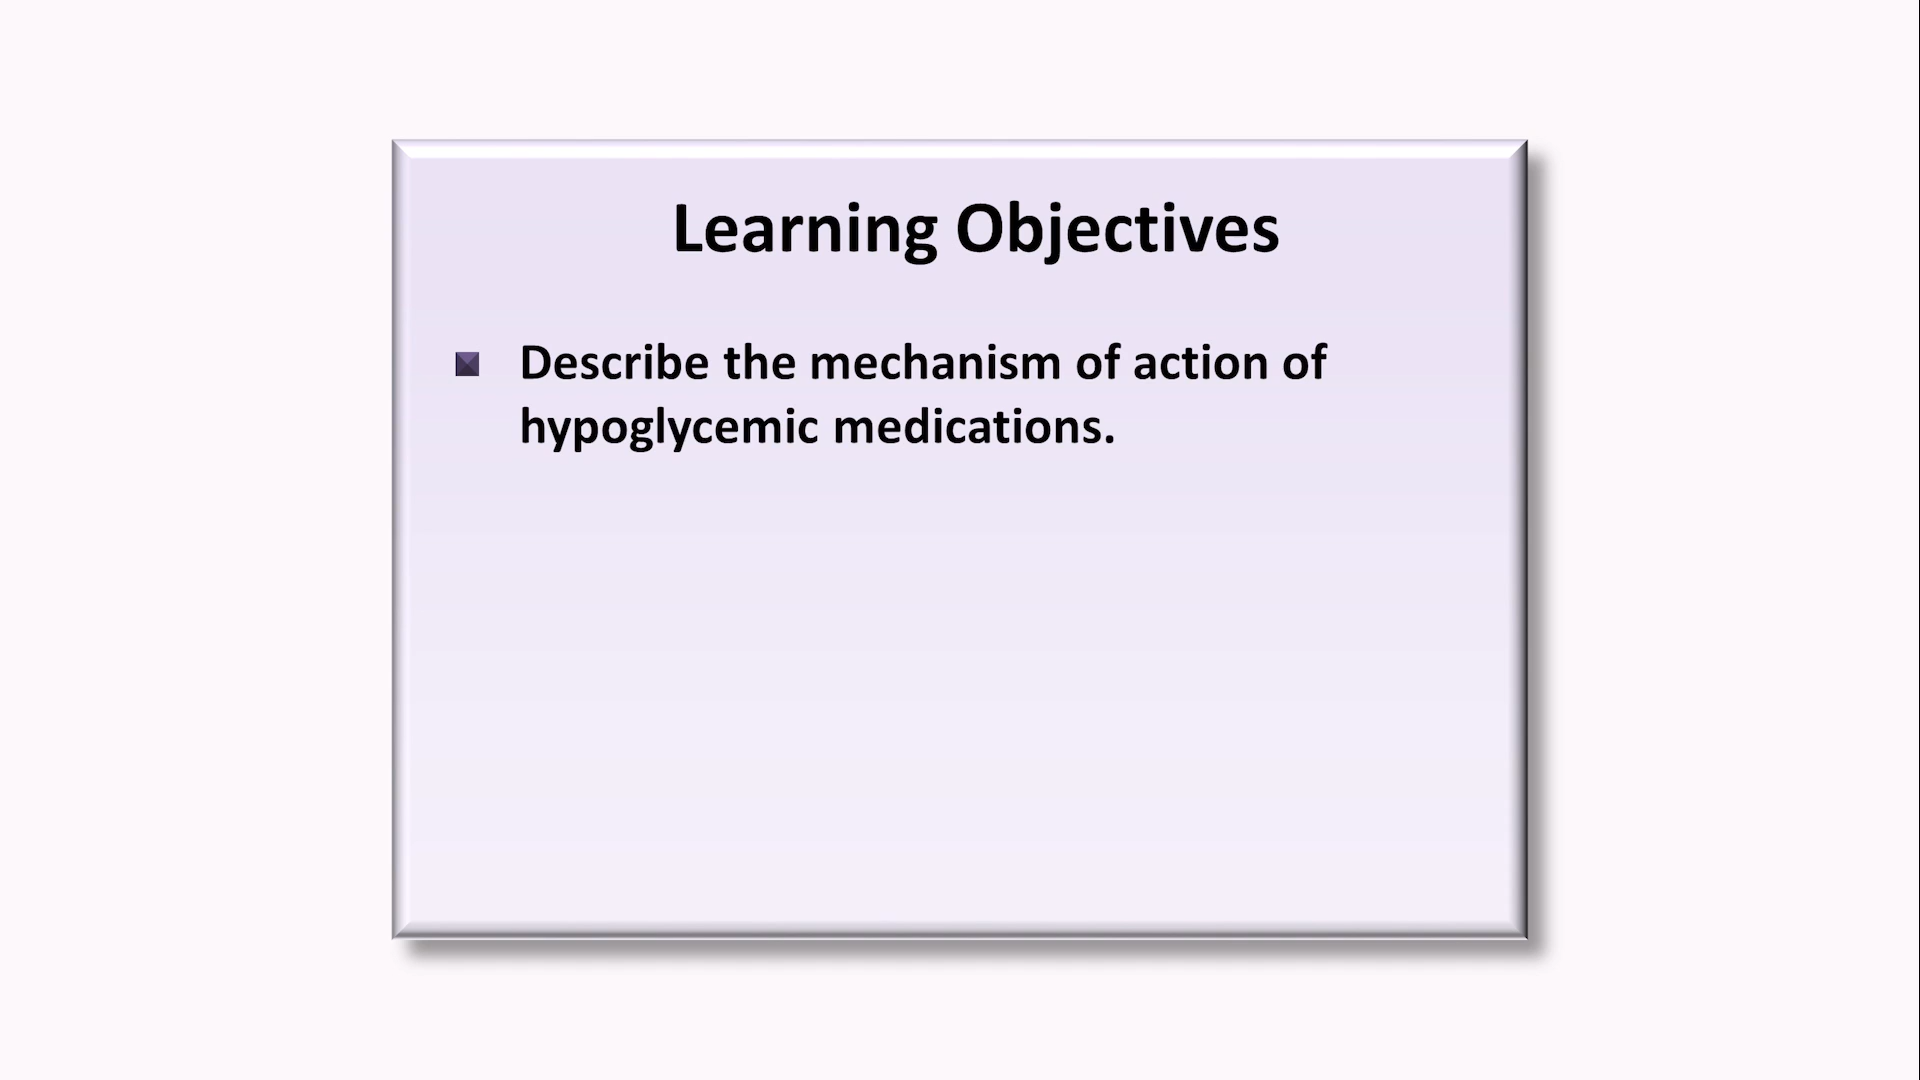 Learning Objectives
Describe the mechanism of action of
hypoglycemic medications.